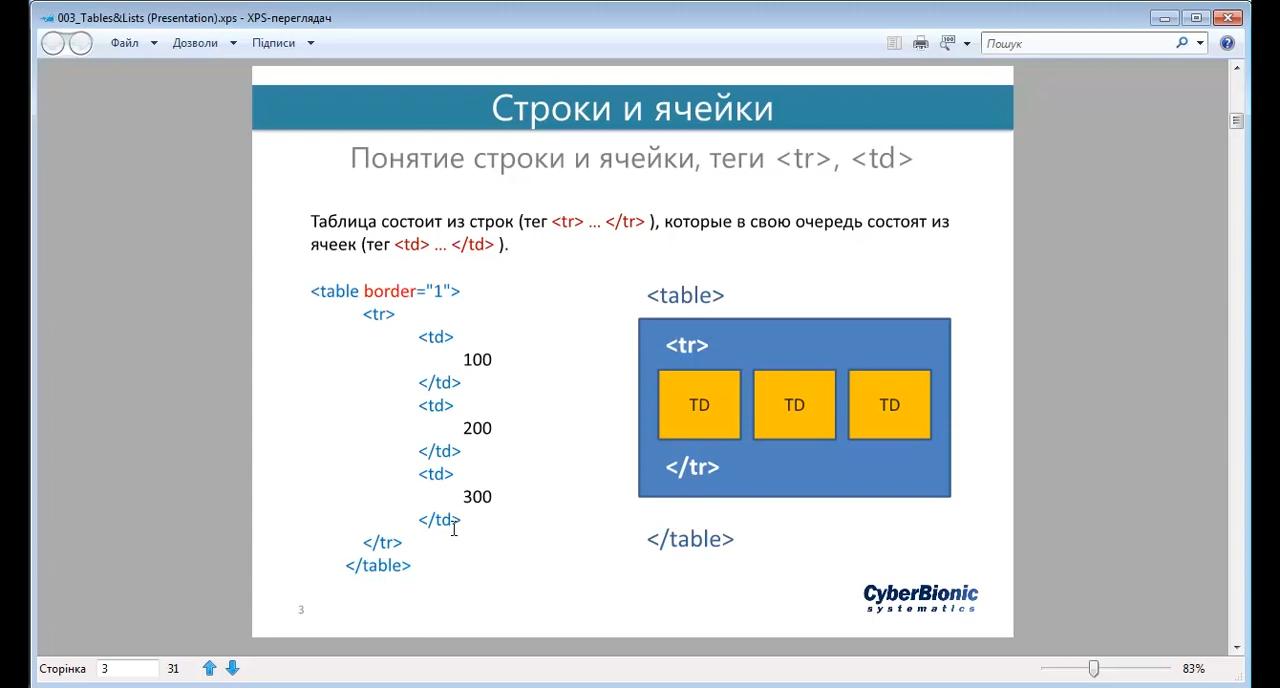 003_Tables&Lists (Presentation).xps - XPS-переглядач
Файл Дозволи Підписи
Пошук
Строки и ячейки
Понятие строки и ячейки, теги <tr>, <td>
Таблица состоит из строк (тег <tr> ... </tr> ), которые в свою очередь состоят из
ячеек (тег <td> ... </td> ).
<table border="1">
<tr>
<td>
100
</td>
<td>
200
</td>
<td>
300
</td>
</tr>
</table>
<table>
<tr>
TD TD TD
</tr>
</table>
CyberBionic
systematics
3
Сторінка 3 31 83%